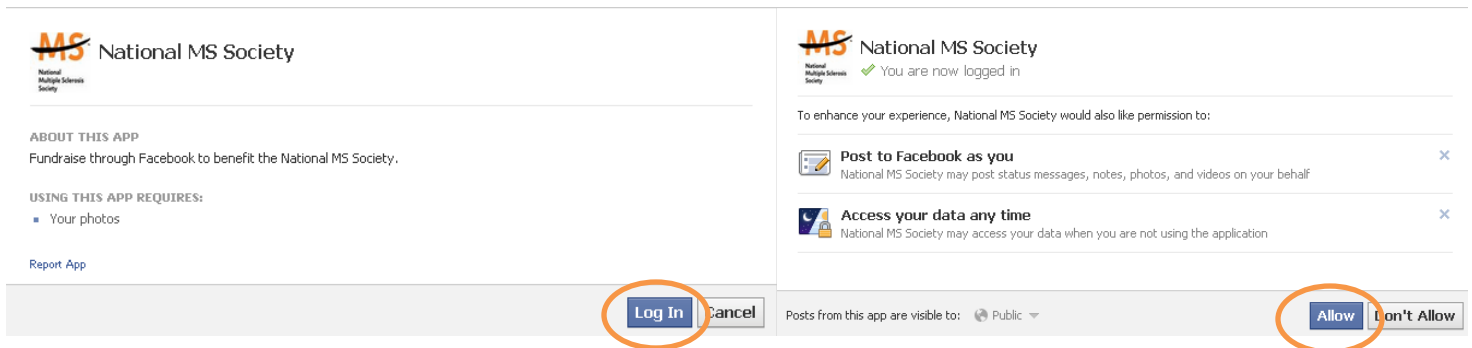 MS
National
Multiple Sclerosis
Society
National MS Society
ABOUT THIS APP
Fundraise through Facebook to benefit the National MS Society.
USING THIS APP REQUIRES:
Your photos
Report App
Log In
Cancel
MS
National
Multiple Sclerosis
Society
National MS Society
You are now logged in
To enhance your experience, National MS Society would also like permission to:
Post to Facebook as you
National MS Society may post status messages, notes, photos, and videos on your behalf
Access your data any time
National MS Society may access your data when you are not using the application
Posts from this app are visible to: Public
Allow
Don't Allow